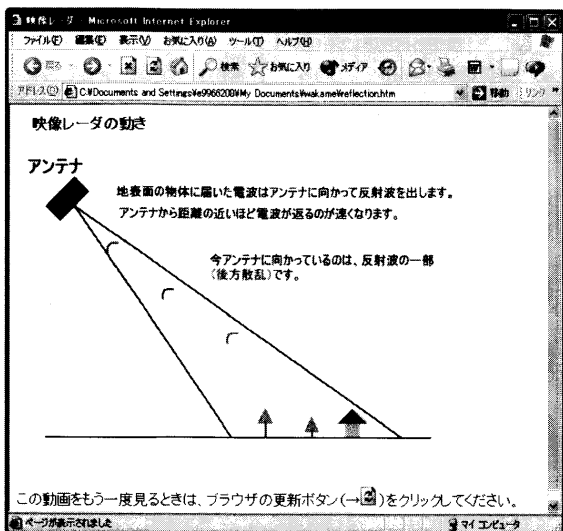 映像レーダ - Microsoft Internet Explorer
ファイル(F) 編集(E) 表示(V) お気に入り(A) ツール(T) ヘルプ(H)
戻る 検索 お気に入り メディア
アドレス(D) C:¥Documents and Settings¥e9966208¥My Documents¥wakame¥reflection.htm 移動 リンク »
映像レーダの動き
アンテナ
地表面の物体に届いた電波はアンテナに向かって反射波を出します。
アンテナから距離の近いほど電波が返るのが速くなります。
今アンテナに向かっているのは、反射波の一部
(後方散乱)です。
この動画をもう一度見るときは、ブラウザの更新ボタン(→)をクリックしてください。
ページが表示されました マイ コンピュータ